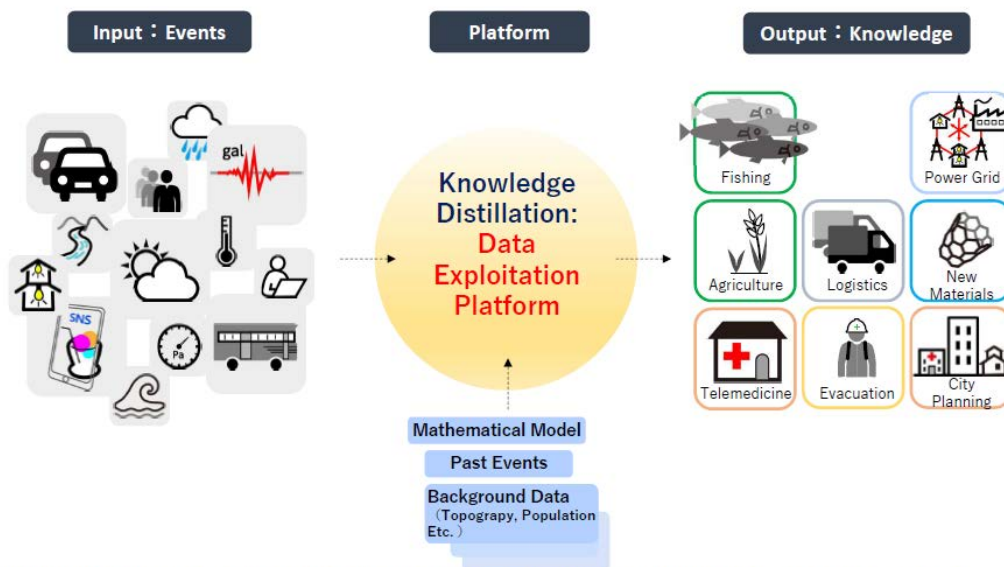 Input：Events
Platform
Output：Knowledge
gal
SNS
Pa
Knowledge
Distillation:
Data
Exploitation
Platform
Mathematical Model
Past Events
Background Data
（Topograpy, Population
Etc.）
Fishing
Power Grid
Agriculture
Logistics
New
Materials
Telemedicine
Evacuation
City
Planning